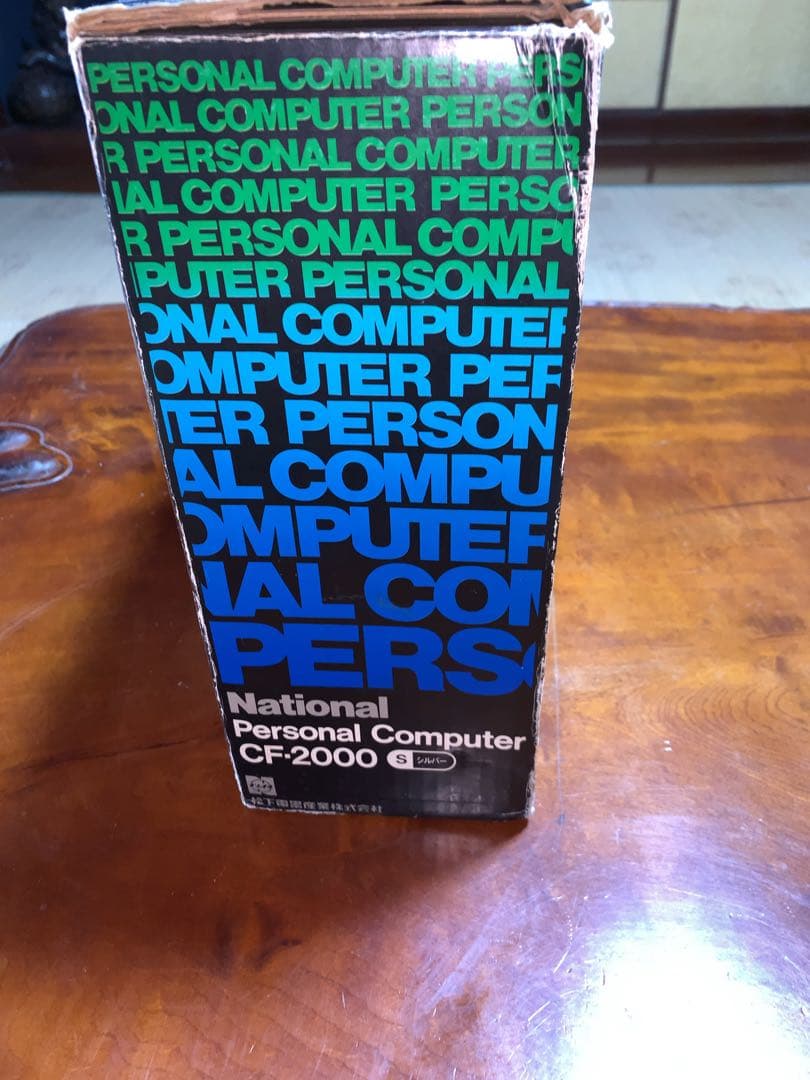 PERSONAL COMPUTER PERS
ONAL COMPUTER PERSON
R PERSONAL COMPUTER
IAL COMPUTER PERSO
R PERSONAL COMPU
PUTER PERSONAL
ONAL COMPUTER
OMPUTER PER
TER PERSON
AL COMPU
OMPUTER
NAL COM
PERSO
National
Personal Computer
CF-2000 S シルバー
松下電器産業株式会社